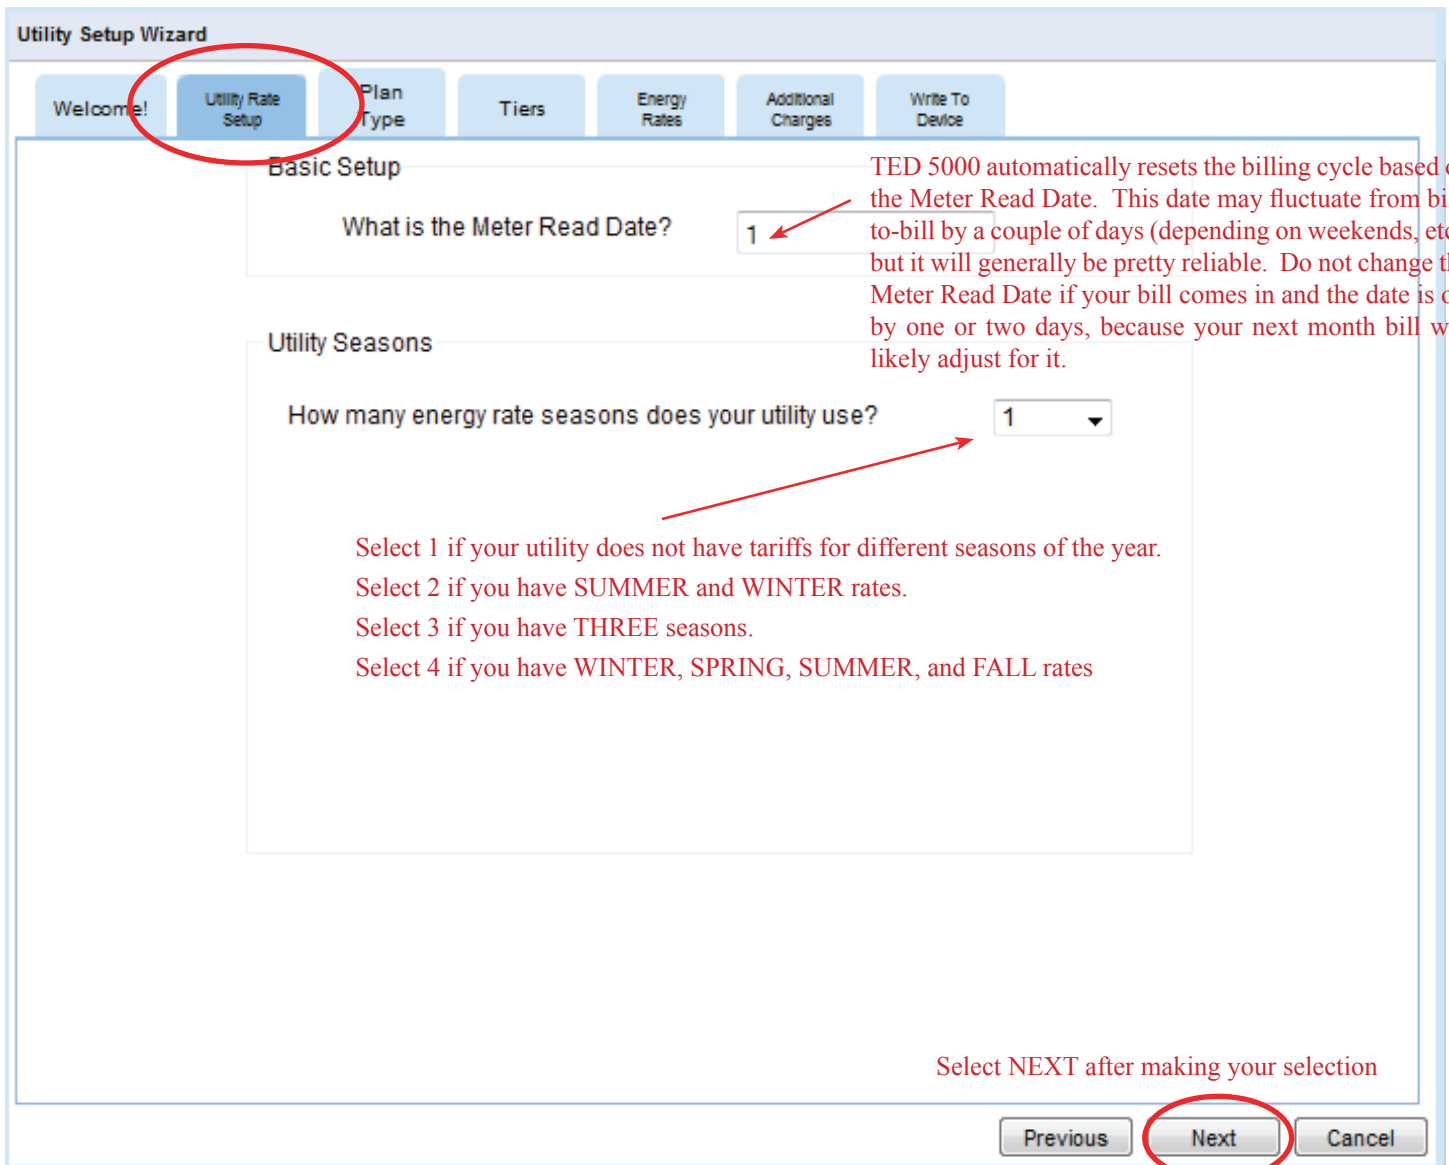 Utility Setup Wizard
Welcome!
Utility Rate
Setup
Plan
Type
Tiers
Energy
Rates
Additional
Charges
Write To
Device
Basic Setup
What is the Meter Read Date?
1
TED 5000 automatically resets the billing cycle based
the Meter Read Date. This date may fluctuate from
to-bill by a couple of days (depending on weekends,
but it will generally be pretty reliable. Do not change
Meter Read Date if your bill comes in and the date is
by one or two days, because your next month bill
likely adjust for it.
Utility Seasons
How many energy rate seasons does your utility use?
1
Select 1 if your utility does not have tariffs for different seasons of the year.
Select 2 if you have SUMMER and WINTER rates.
Select 3 if you have THREE seasons.
Select 4 if you have WINTER, SPRING, SUMMER, and FALL rates
Select NEXT after making your selection
Previous
Next
Cancel